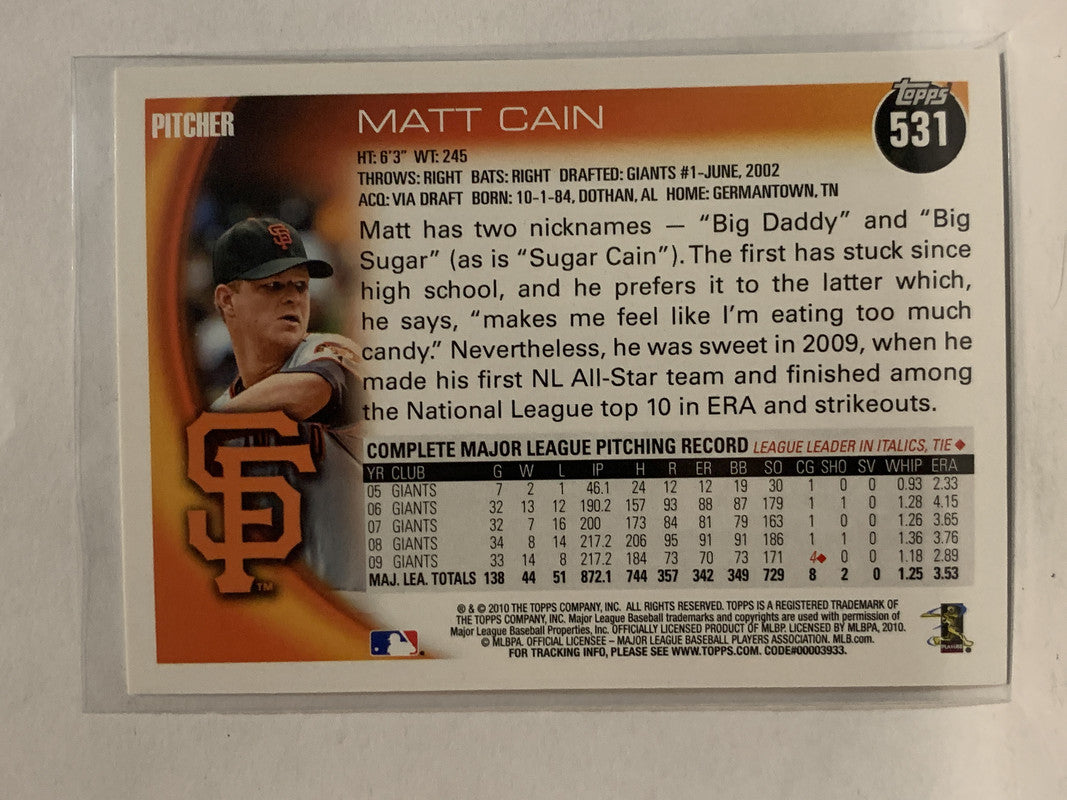 PITCHER
MATT CAIN
topps
531
HT: 6'3" WT: 245
THROWS: RIGHT BATS: RIGHT DRAFTED: GIANTS #1-JUNE, 2002
ACQ: VIA DRAFT BORN: 10-1-84, DOTHAN, AL HOME: GERMANTOWN, TN
Matt has two nicknames — “Big Daddy” and “Big
Sugar” (as is “Sugar Cain”). The first has stuck since
high school, and he prefers it to the latter which,
he says, “makes me feel like I’m eating too much
candy.” Nevertheless, he was sweet in 2009, when he
made his first NL All-Star team and finished among
the National League top 10 in ERA and strikeouts.
SF
SF
TM
COMPLETE MAJOR LEAGUE PITCHING RECORD LEAGUE LEADER IN ITALICS, TIE ♦
YR CLUB G W L IP H R ER BB SO CG SHO SV WHIP ERA
05 GIANTS 7 2 1 46.1 24 12 12 19 30 1 0 0 0.93 2.33
06 GIANTS 32 13 12 190.2 157 93 88 87 179 1 1 0 1.28 4.15
07 GIANTS 32 7 16 200 173 84 81 79 163 1 0 0 1.26 3.65
08 GIANTS 34 8 14 217.2 206 95 91 91 186 1 1 0 1.36 3.76
09 GIANTS 33 14 8 217.2 184 73 70 73 171 4♦ 0 0 1.18 2.89
MAJ. LEA. TOTALS 138 44 51 872.1 744 357 342 349 729 8 2 0 1.25 3.53
® & © 2010 THE TOPPS COMPANY, INC. ALL RIGHTS RESERVED. TOPPS IS A REGISTERED TRADEMARK OF
THE TOPPS COMPANY, INC. Major League Baseball trademarks and copyrights are used with permission of
Major League Baseball Properties, Inc. OFFICIALLY LICENSED PRODUCT OF MLBP. LICENSED BY MLBPA, 2010.
© MLBPA. OFFICIAL LICENSEE – MAJOR LEAGUE BASEBALL PLAYERS ASSOCIATION. MLB.com.
FOR TRACKING INFO, PLEASE SEE WWW.TOPPS.COM. CODE#00003933.